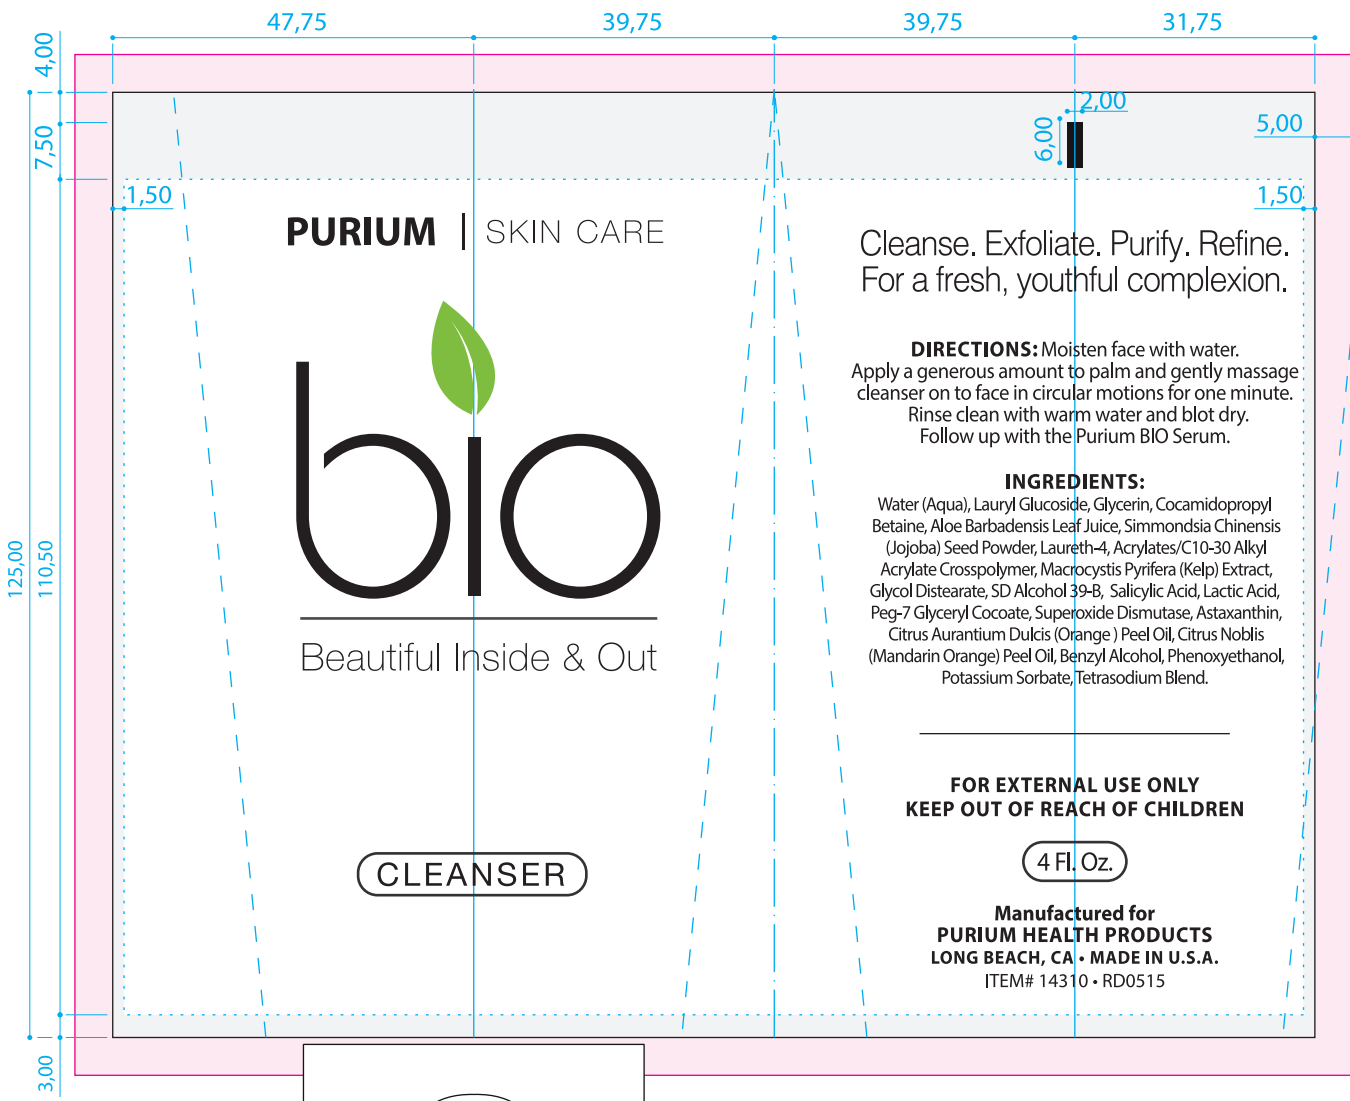 47,75
39,75
39,75
31,75
4,00
7,50
1,50
2,00
6,00
5,00
1,50
125,00
110,50
3,00
PURIUM | SKIN CARE
bio
Beautiful Inside & Out
CLEANSER
Cleanse. Exfoliate. Purify. Refine.
For a fresh, youthful complexion.
DIRECTIONS: Moisten face with water.
Apply a generous amount to palm and gently massage
cleanser on to face in circular motions for one minute.
Rinse clean with warm water and blot dry.
Follow up with the Purium BIO Serum.
INGREDIENTS:
Water (Aqua), Lauryl Glucoside, Glycerin, Cocamidopropyl
Betaine, Aloe Barbadensis Leaf Juice, Simmondsia Chinensis
(Jojoba) Seed Powder, Laureth-4, Acrylates/C10-30 Alkyl
Acrylate Crosspolymer, Macrocystis Pyrifera (Kelp) Extract,
Glycol Distearate, SD Alcohol 39-B, Salicylic Acid, Lactic Acid,
Peg-7 Glyceryl Cocoate, Superoxide Dismutase, Astaxanthin,
Citrus Aurantium Dulcis (Orange ) Peel Oil, Citrus Noblis
(Mandarin Orange) Peel Oil, Benzyl Alcohol, Phenoxyethanol,
Potassium Sorbate, Tetrasodium Blend.
FOR EXTERNAL USE ONLY
KEEP OUT OF REACH OF CHILDREN
4 Fl. Oz.
Manufactured for
PURIUM HEALTH PRODUCTS
LONG BEACH, CA • MADE IN U.S.A.
ITEM# 14310 • RD0515